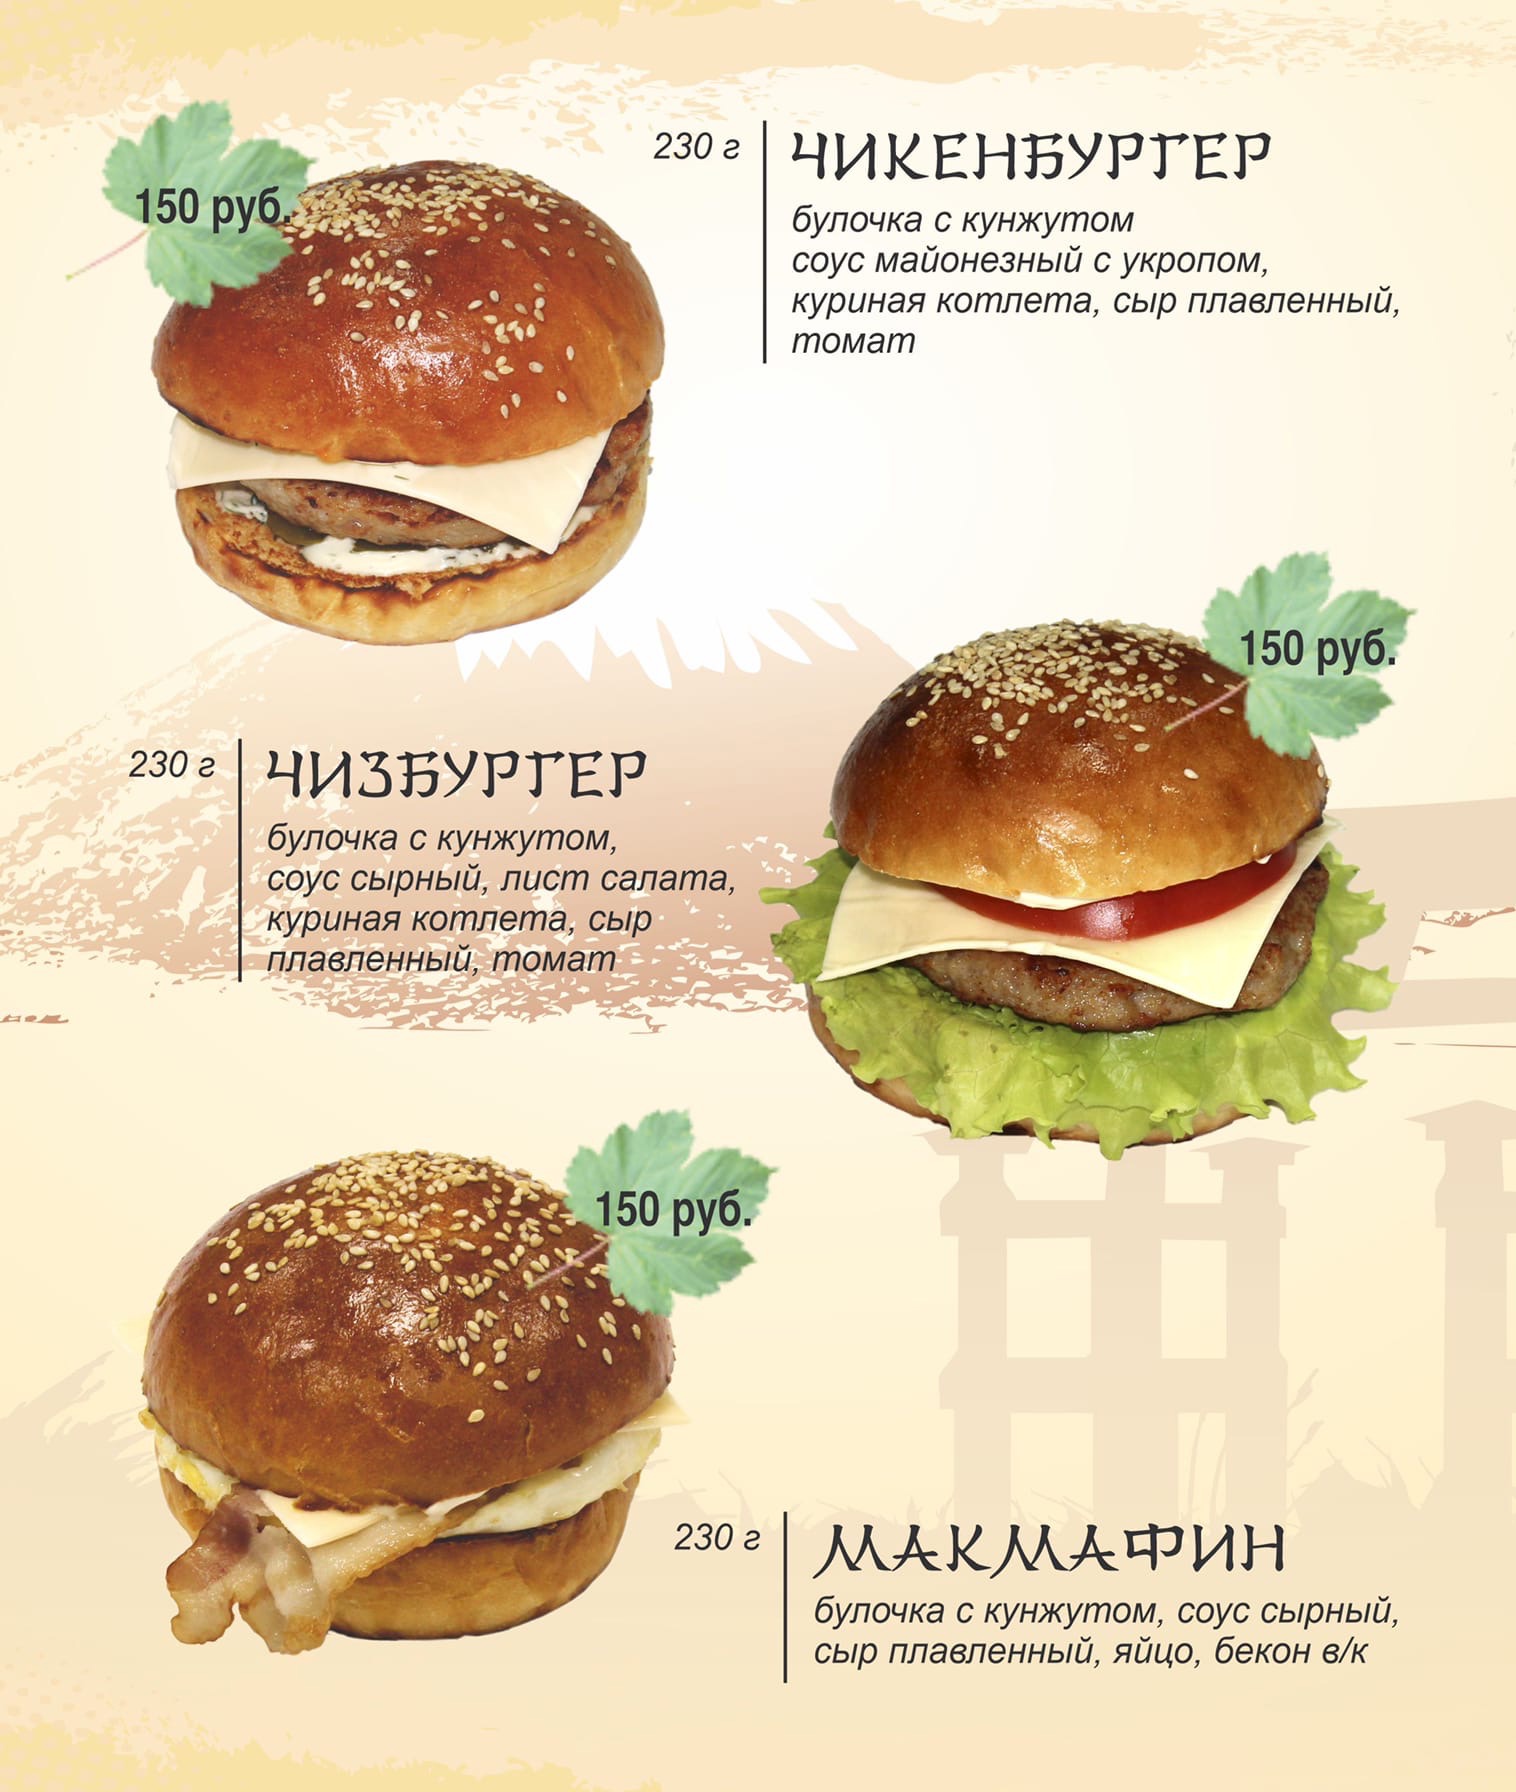 150 руб.
230 г
ЧИКЕНБУРГЕР
булочка с кунжутом
соус майонезный с укропом,
куриная котлета, сыр плавленный,
томат
150 руб.
230 г
ЧИЗБУРГЕР
булочка с кунжутом,
соус сырный, лист салата,
куриная котлета, сыр
плавленный, томат
150 руб.
230 г
МАКМАФИН
булочка с кунжутом, соус сырный,
сыр плавленный, яйцо, бекон в/к